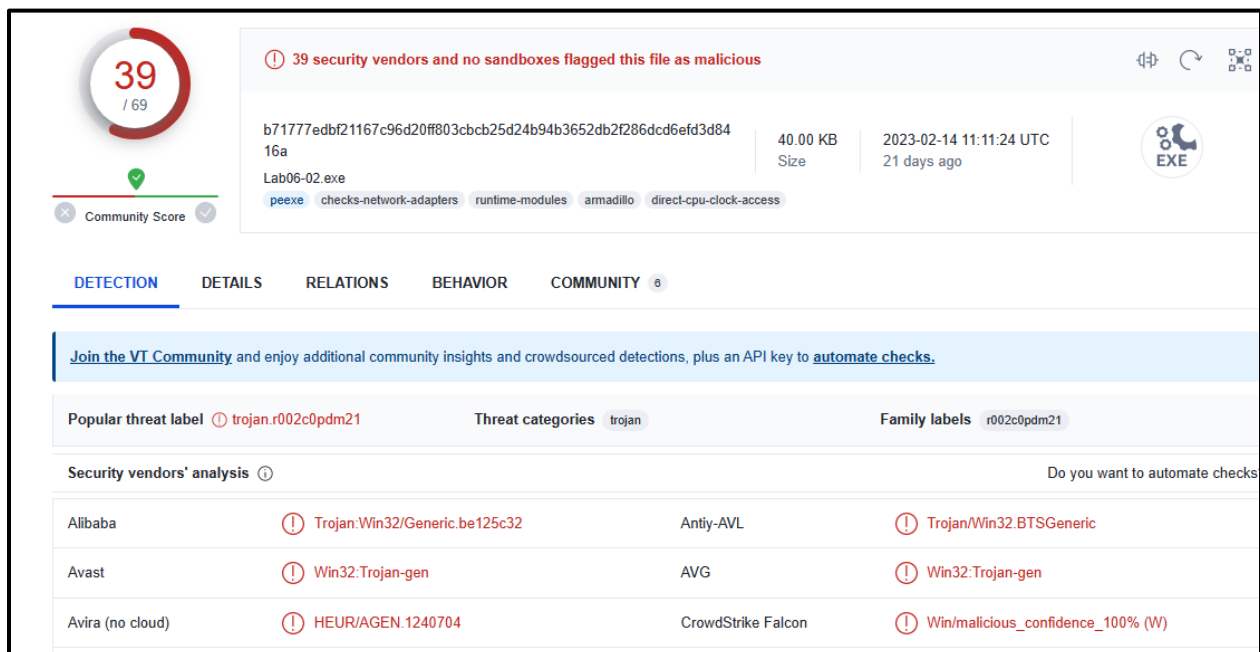 39
/ 69
Community Score
39 security vendors and no sandboxes flagged this file as malicious
b71777edbf21167c96d20ff803cbcb25d24b94b3652db2f286dcd6efd3d84
16a
Lab06-02.exe
peexe checks-network-adapters runtime-modules armadillo direct-cpu-clock-access
40.00 KB
Size
2023-02-14 11:11:24 UTC
21 days ago
EXE
DETECTION DETAILS RELATIONS BEHAVIOR COMMUNITY 6
Join the VT Community and enjoy additional community insights and crowdsourced detections, plus an API key to automate checks.
Popular threat label trojan.r002c0pdm21 Threat categories trojan Family labels r002c0pdm21
Security vendors' analysis Do you want to automate checks?
Alibaba Trojan:Win32/Generic.be125c32 Antiy-AVL Trojan/Win32.BTSGeneric
Avast Win32:Trojan-gen AVG Win32:Trojan-gen
Avira (no cloud) HEUR/AGEN.1240704 CrowdStrike Falcon Win/malicious_confidence_100% (W)